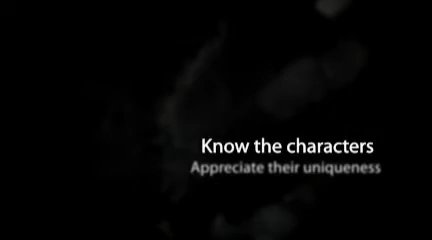 Know the characters
Appreciate their uniqueness